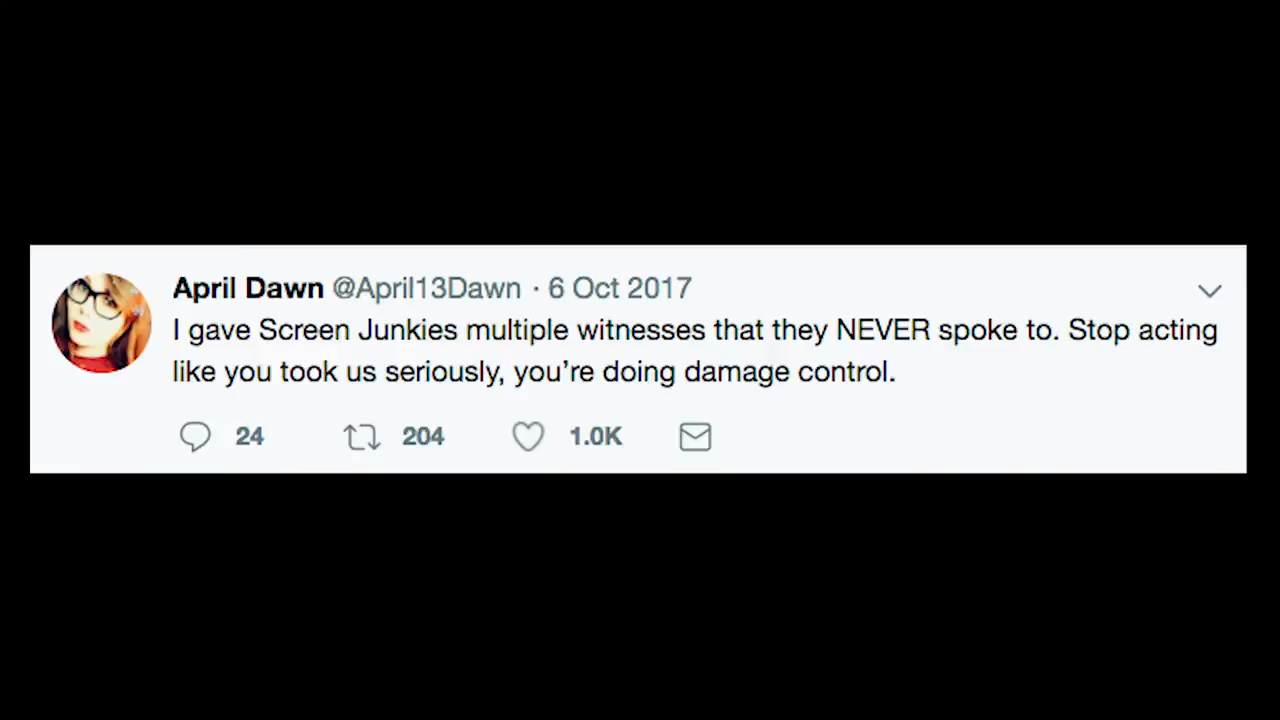 April Dawn @April13Dawn · 6 Oct 2017
I gave Screen Junkies multiple witnesses that they NEVER spoke to. Stop acting
like you took us seriously, you’re doing damage control.
24 204 1.0K